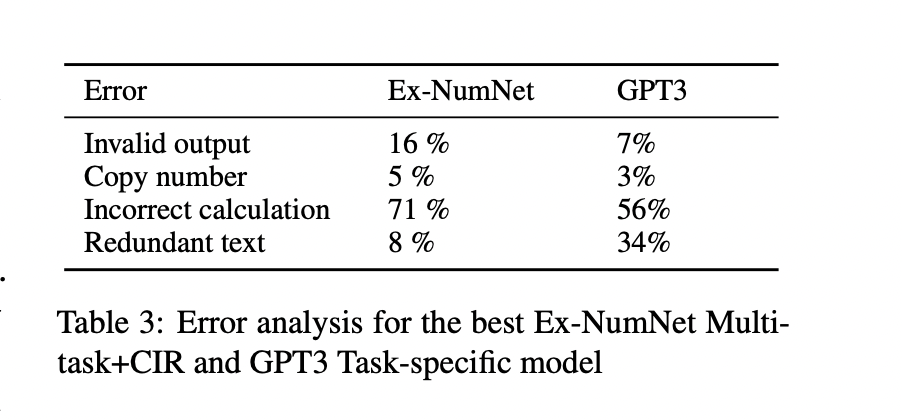 Error Ex-NumNet GPT3
Invalid output 16 % 7%
Copy number 5 % 3%
Incorrect calculation 71 % 56%
Redundant text 8 % 34%
Table 3: Error analysis for the best Ex-NumNet Multi-
task+CIR and GPT3 Task-specific model